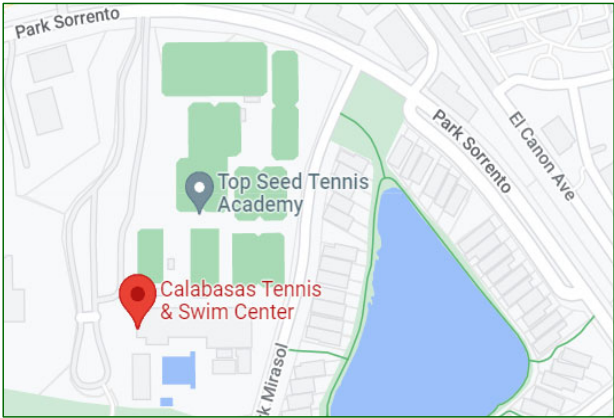 Park Sorrento
El Canon Ave
Park Sorrento
Top Seed Tennis
Academy
Calabasas Tennis
& Swim Center
Mirasol